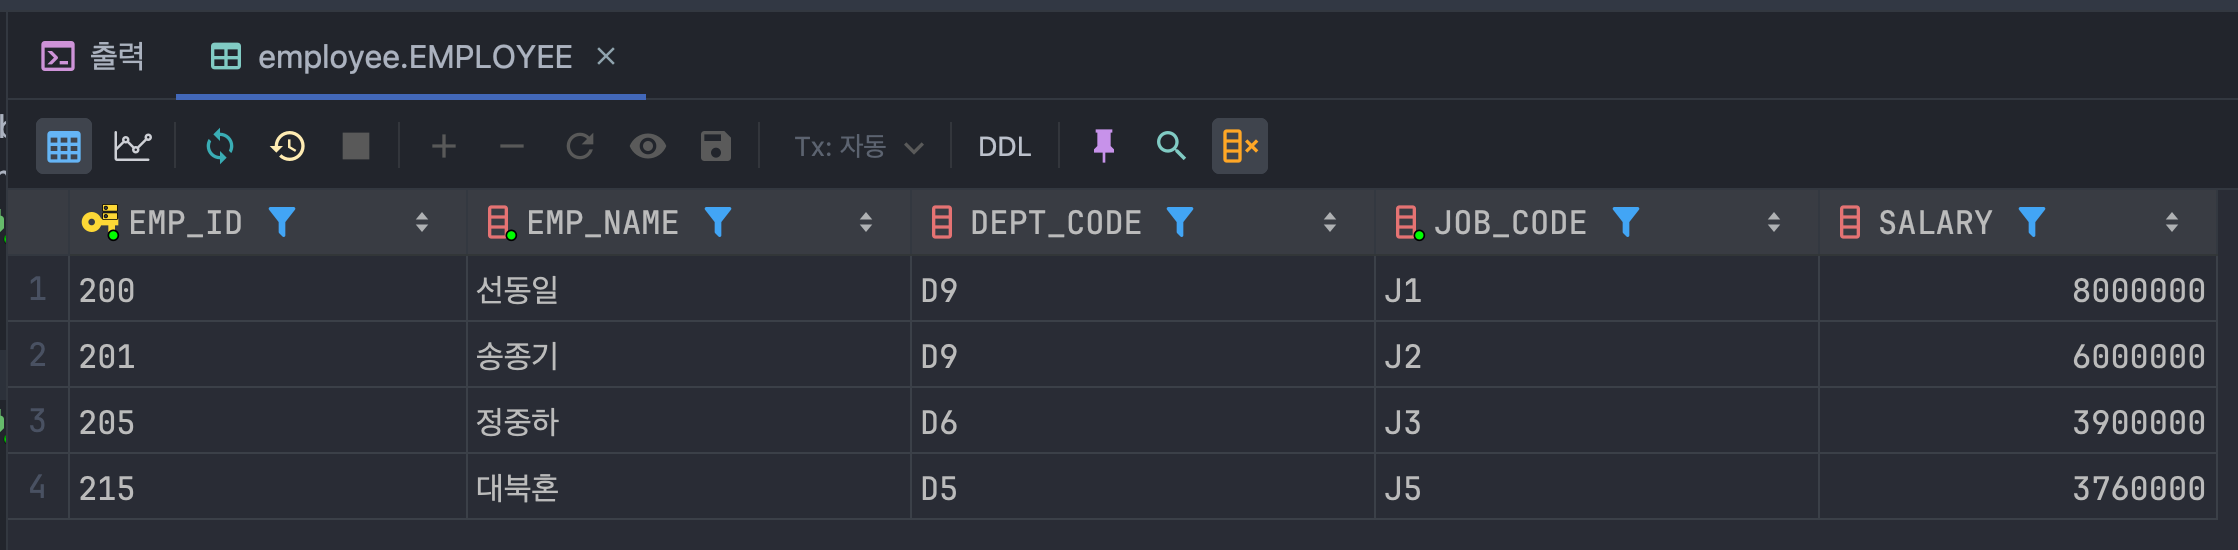 출력 employee.EMPLOYEE
Tx: 자동 DDL
EMP_ID EMP_NAME DEPT_CODE JOB_CODE SALARY
1 200 선동일 D9 J1 8000000
2 201 송종기 D9 J2 6000000
3 205 정중하 D6 J3 3900000
4 215 대북혼 D5 J5 3760000